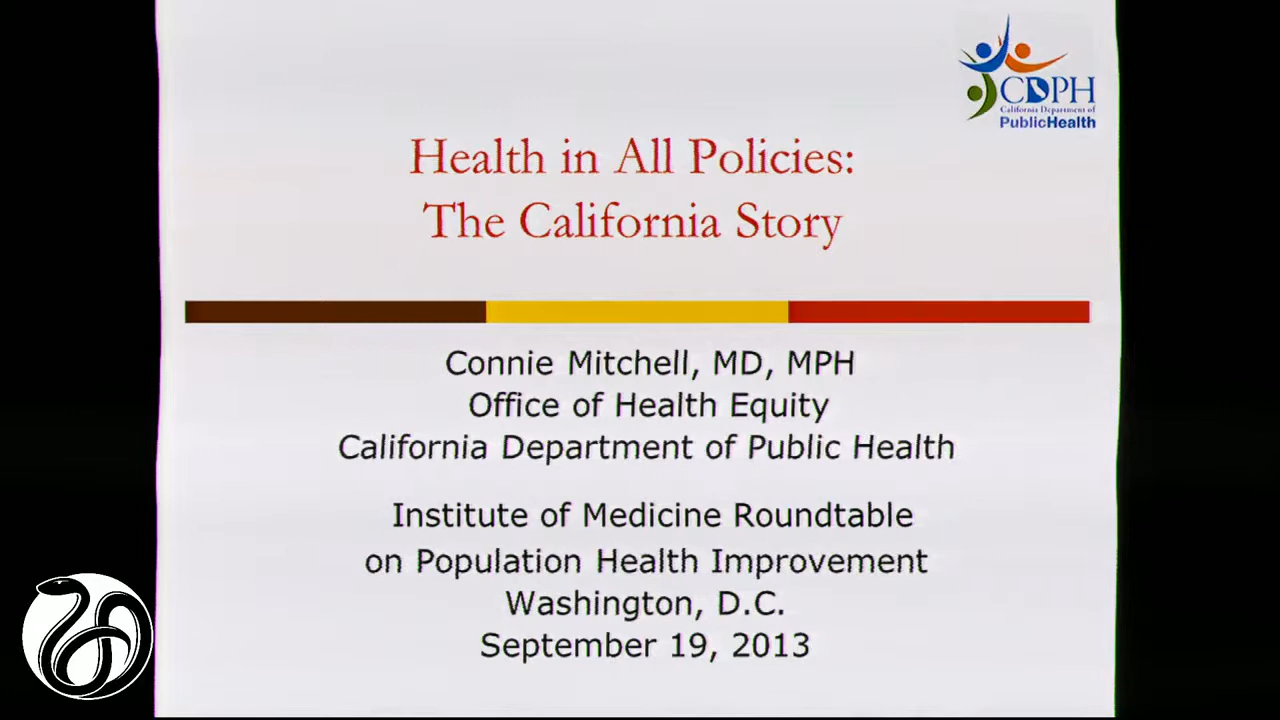 CDPH
California Department of
PublicHealth
Health in All Policies:
The California Story
Connie Mitchell, MD, MPH
Office of Health Equity
California Department of Public Health
Institute of Medicine Roundtable
on Population Health Improvement
Washington, D.C.
September 19, 2013